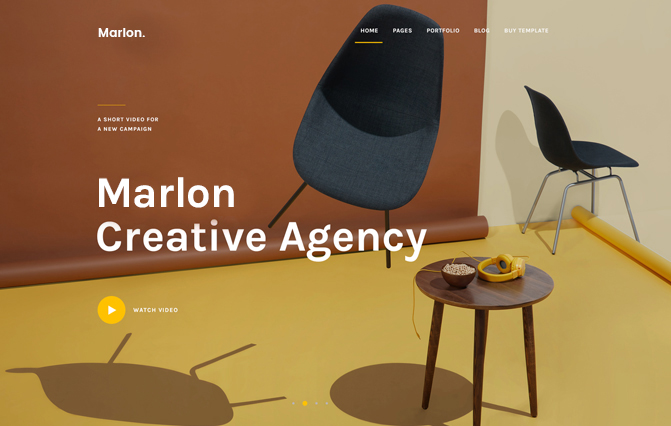 Marlon.
HOME PAGES PORTFOLIO BLOG BUY TEMPLATE
A SHORT VIDEO FOR
A NEW CAMPAIGN
Marlon
Creative Agency
WATCH VIDEO